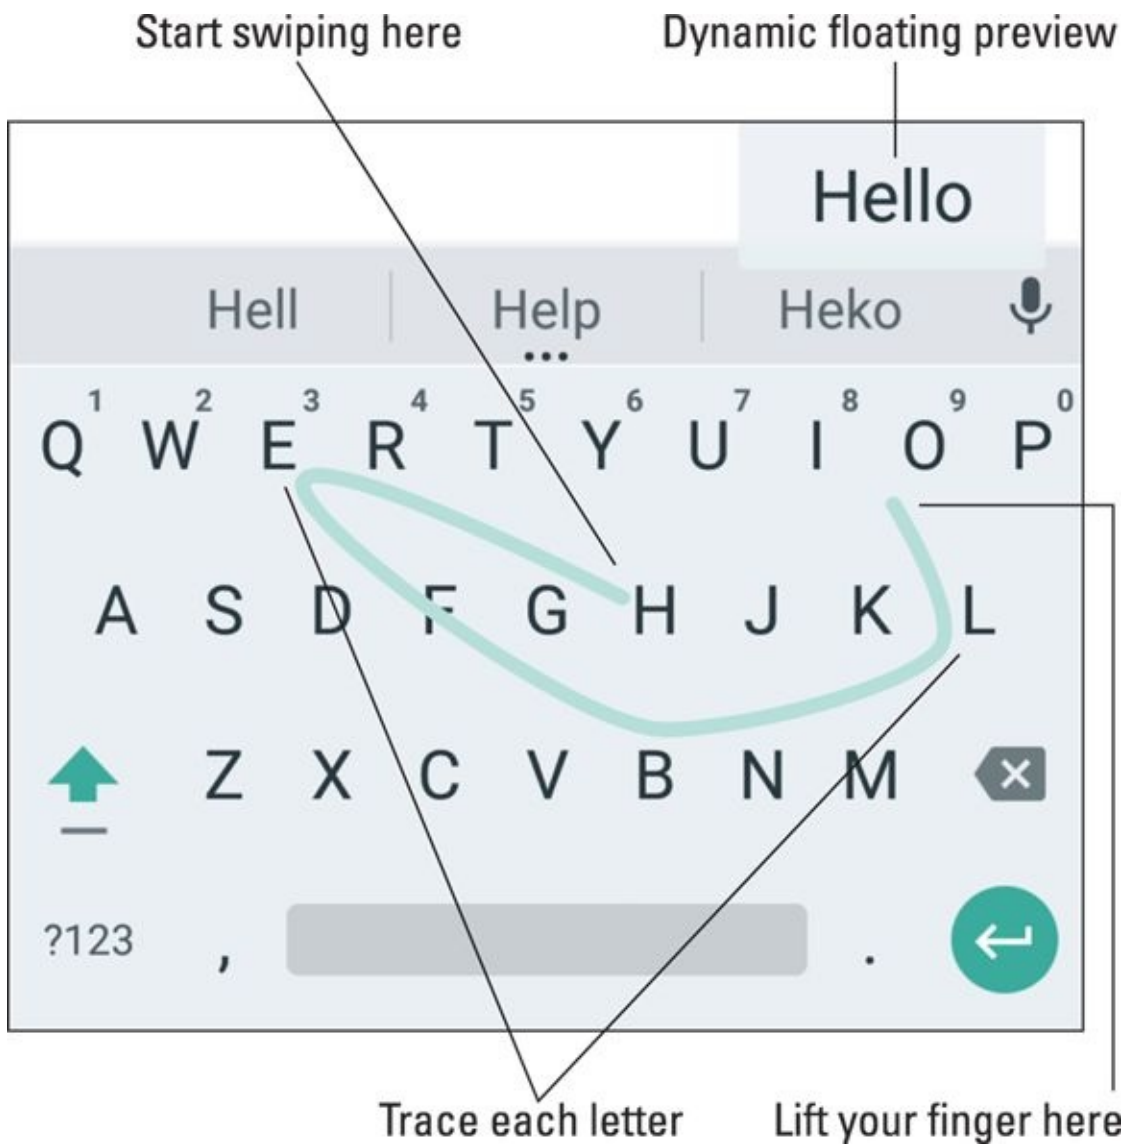 Start swiping here Dynamic floating preview
Hello
Hell Help Heko
1 2 3 4 5 6 7 8 9 0
Q W E R T Y U I O P
A S D F G H J K L
Z X C V B N M
?123 , .
Trace each letter Lift your finger here